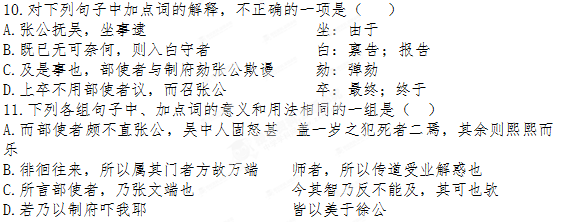 10.对下列句子中加点词的解释，不正确的一项是（    ）
A.张公抚吴，坐事逮    坐：由于
B.既已无可奈何，则入白守者    白：禀告；报告
C.及是事也，部使者与制府劾张公欺谩    劾：弹劾
D.上卒不用部使者议，而召张公    卒：最终；终于
11.下列各组句子中、加点词的意义和用法相同的一组是（  ）
A.而部使者颇不直张公，吴中人固怒甚    盖一岁之犯死者二焉，其余则熙熙而
乐
B.徘徊往来，所以属其门者方故万端    师者，所以传道受业解惑也
C.所言部使者，乃张文端也    今其智乃反不能及，其可也欤
D.若乃以制府吓我耶    皆以美于徐公